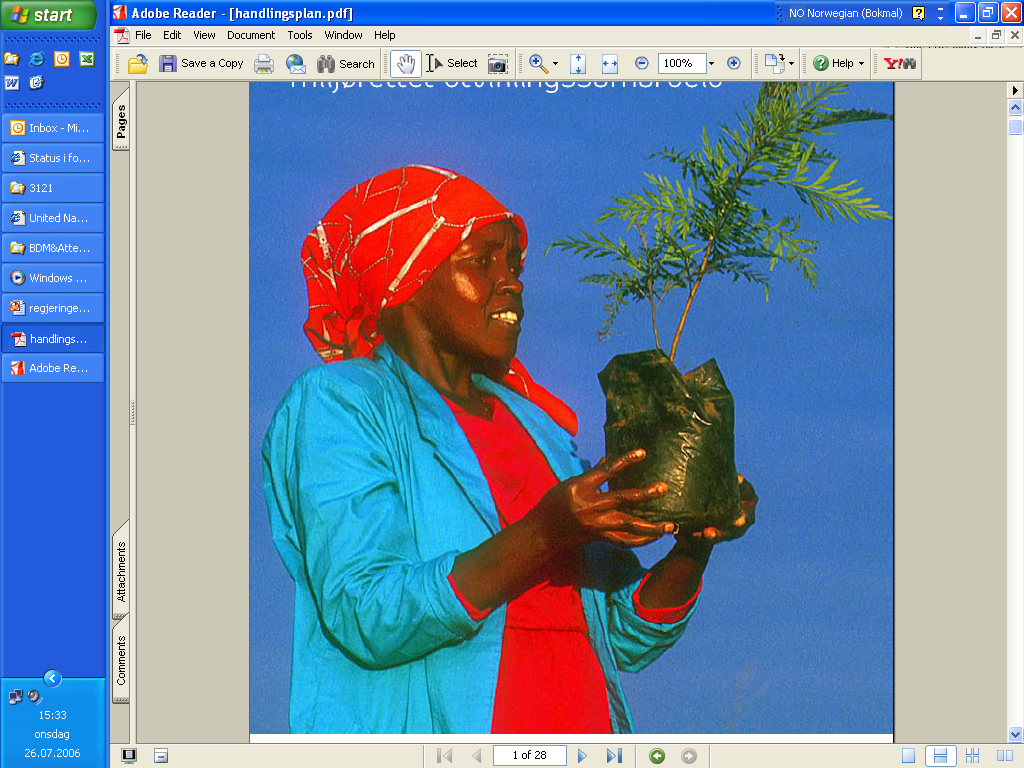 start
Adobe Reader - [handlingsplan.pdf]
NO Norwegian (Bokmal)
File Edit View Document Tools Window Help
Save a Copy
Search
Select
100%
Help
Y!
Pages
Attachments
Comments
Inbox - Mi...
Status i fo...
3121
United Na...
BDM&Atte...
Windows ...
regjeringe...
handlings...
Adobe Re...
miljørettet utviklingssamarbeid
15:33
onsdag
26.07.2006
1 of 28